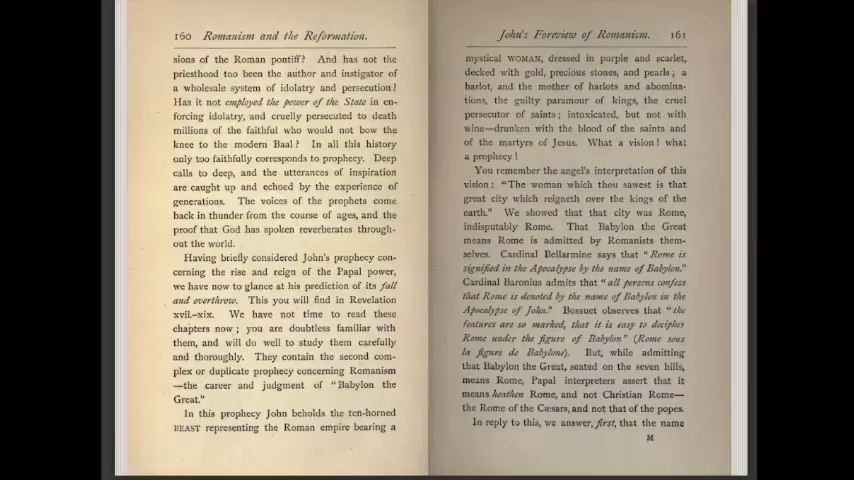 160 Romanism and the Reformation.
sions of the Roman pontiff? And has not the
priesthood too been the author and instigator of
a wholesale system of idolatry and persecution?
Has it not employed the power of the State in en-
forcing idolatry, and cruelly persecuted to death
millions of the faithful who would not bow the
knee to the modern Baal? In all this history
only too faithfully corresponds to prophecy. Deep
calls to deep, and the utterances of inspiration
are caught up and echoed by the experience of
generations. The voices of the prophets come
back in thunder from the course of ages, and the
proof that God has spoken reverberates through-
out the world.
Having briefly considered John's prophecy con-
cerning the rise and reign of the Papal power,
we have now to glance at his prediction of its fall
and overthrow. This you will find in Revelation
xvii.-xix. We have not time to read these
chapters now; you are doubtless familiar with
them, and will do well to study them carefully
and thoroughly. They contain the second com-
plex or duplicate prophecy concerning Romanism
—the career and judgment of "Babylon the
Great."
In this prophecy John beholds the ten-horned
BEAST representing the Roman empire bearing a
John's Foreview of Romanism. 161
mystical WOMAN, dressed in purple and scarlet,
decked with gold, precious stones, and pearls; a
harlot, and the mother of harlots and abomina-
tions, the guilty paramour of kings, the cruel
persecutor of saints; intoxicated, but not with
wine—drunken with the blood of the saints and
of the martyrs of Jesus. What a vision! what
a prophecy!
You remember the angel's interpretation of this
vision: "The woman which thou sawest is that
great city which reigneth over the kings of the
earth." We showed that that city was Rome,
indisputably Rome. That Babylon the Great
means Rome is admitted by Romanists them-
selves. Cardinal Bellarmine says that "Rome is
signified in the Apocalypse by the name of Babylon."
Cardinal Baronius admits that "all persons confess
that Rome is denoted by the name of Babylon in the
Apocalypse of John." Bossuet observes that "the
features are so marked, that it is easy to decipher
Rome under the figure of Babylon" (Rome sous
la figure de Babylone). But, while admitting
that Babylon the Great, seated on the seven hills,
means Rome, Papal interpreters assert that it
means heathen Rome, and not Christian Rome—
the Rome of the Cæsars, and not that of the popes.
In reply to this, we answer, first, that the name
M